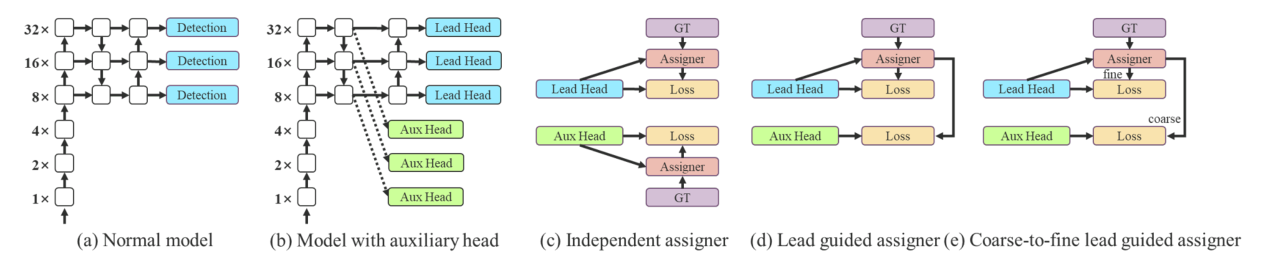 32×
Detection
16×
Detection
8×
Detection
4×
2×
1×
(a) Normal model
32×
Lead Head
16×
Lead Head
8×
Lead Head
4×
Aux Head
2×
Aux Head
1×
Aux Head
(b) Model with auxiliary head
GT
Assigner
Lead Head
Loss
Aux Head
Loss
Assigner
GT
(c) Independent assigner
GT
Assigner
Lead Head
Loss
Aux Head
Loss
(d) Lead guided assigner
GT
Assigner
fine
Lead Head
Loss
coarse
Aux Head
Loss
(e) Coarse-to-fine lead guided assigner